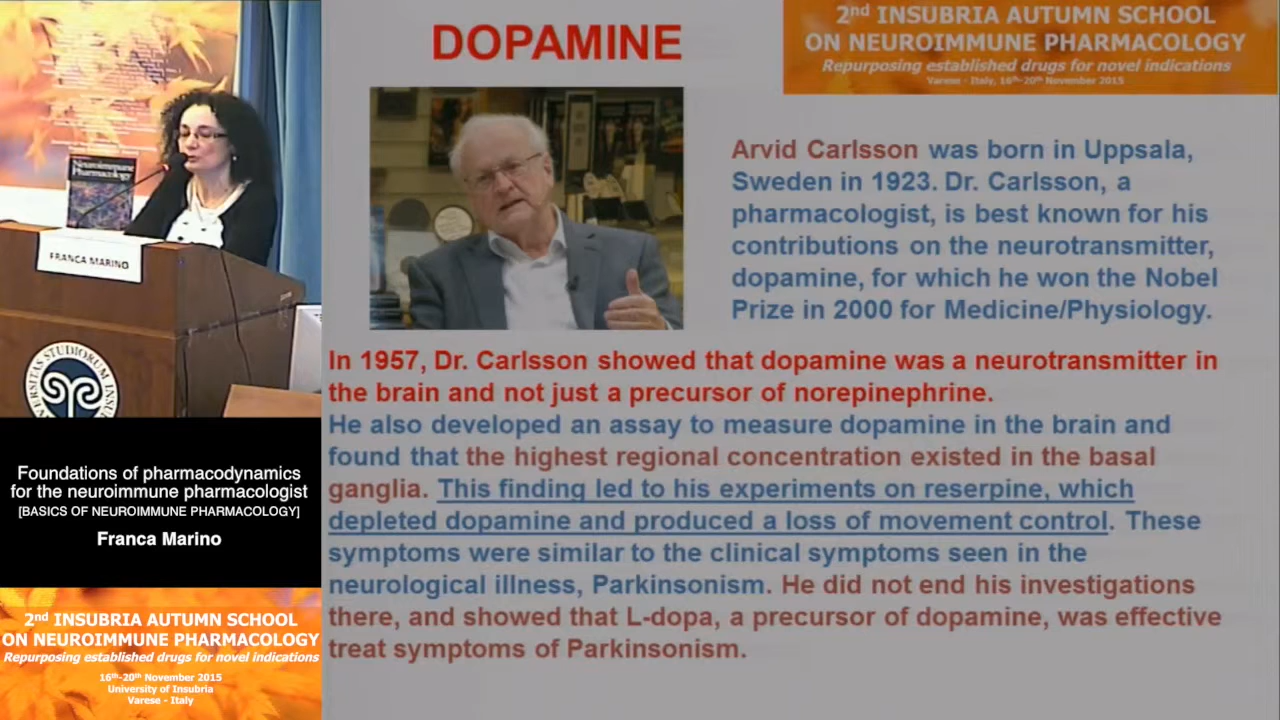 DOPAMINE
2nd INSUBRIA AUTUMN SCHOOL
ON NEUROIMMUNE PHARMACOLOGY
Repurposing established drugs for novel indications
Varese - Italy, 16th-20th November 2015
Arvid Carlsson was born in Uppsala,
Sweden in 1923. Dr. Carlsson, a
pharmacologist, is best known for his
contributions on the neurotransmitter,
dopamine, for which he won the Nobel
Prize in 2000 for Medicine/Physiology.
In 1957, Dr. Carlsson showed that dopamine was a neurotransmitter in
the brain and not just a precursor of norepinephrine.
He also developed an assay to measure dopamine in the brain and
found that the highest regional concentration existed in the basal
ganglia. This finding led to his experiments on reserpine, which
depleted dopamine and produced a loss of movement control. These
symptoms were similar to the clinical symptoms seen in the
neurological illness, Parkinsonism. He did not end his investigations
there, and showed that L-dopa, a precursor of dopamine, was effective
treat symptoms of Parkinsonism.
Neuroimmune
Pharmacology
FRANCA MARINO
Foundations of pharmacodynamics
for the neuroimmune pharmacologist
[BASICS OF NEUROIMMUNE PHARMACOLOGY]
Franca Marino
2nd INSUBRIA AUTUMN SCHOOL
ON NEUROIMMUNE PHARMACOLOGY
Repurposing established drugs for novel indications
16th-20th November 2015
University of Insubria
Varese - Italy